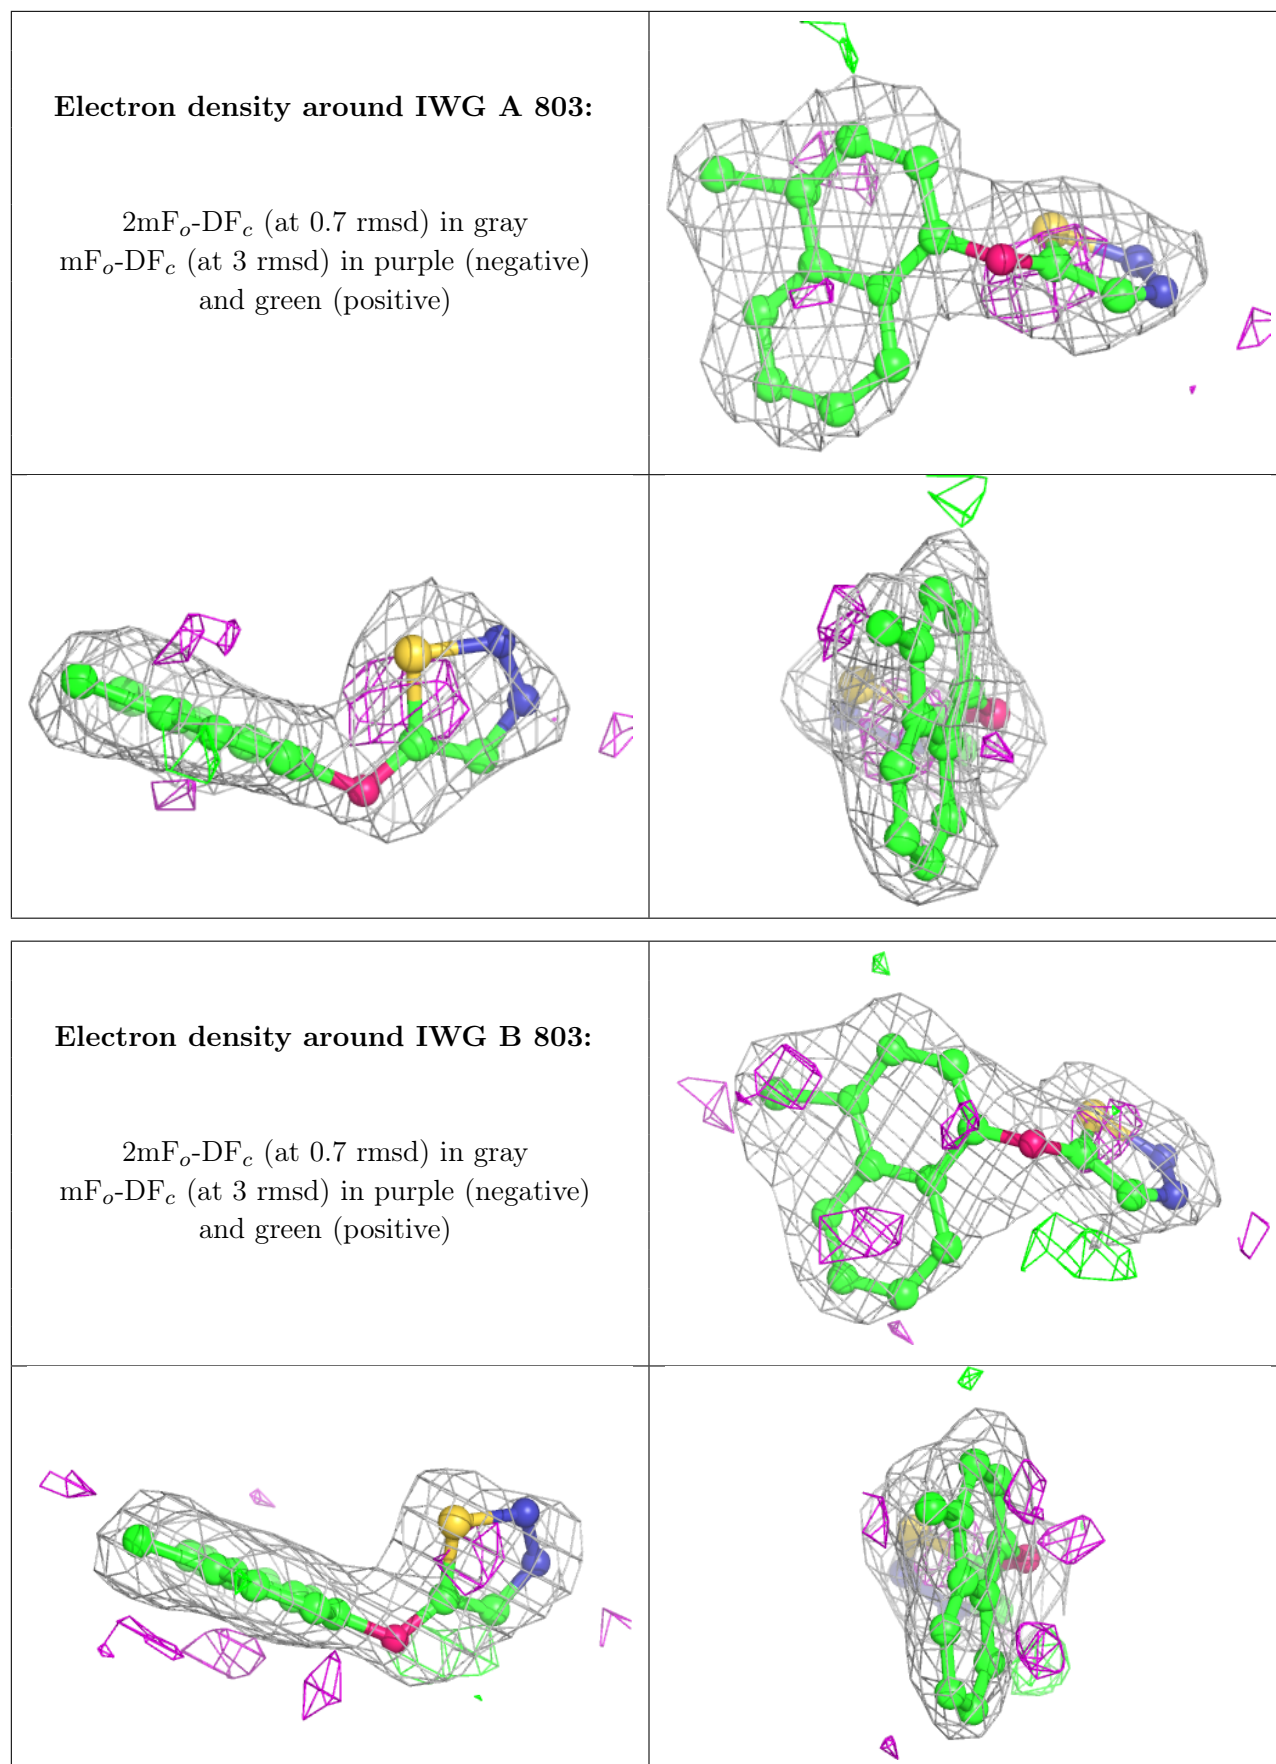 Electron density around IWG A 803:
2mFo-DFc (at 0.7 rmsd) in gray
mFo-DFc (at 3 rmsd) in purple (negative)
and green (positive)
Electron density around IWG B 803:
2mFo-DFc (at 0.7 rmsd) in gray
mFo-DFc (at 3 rmsd) in purple (negative)
and green (positive)